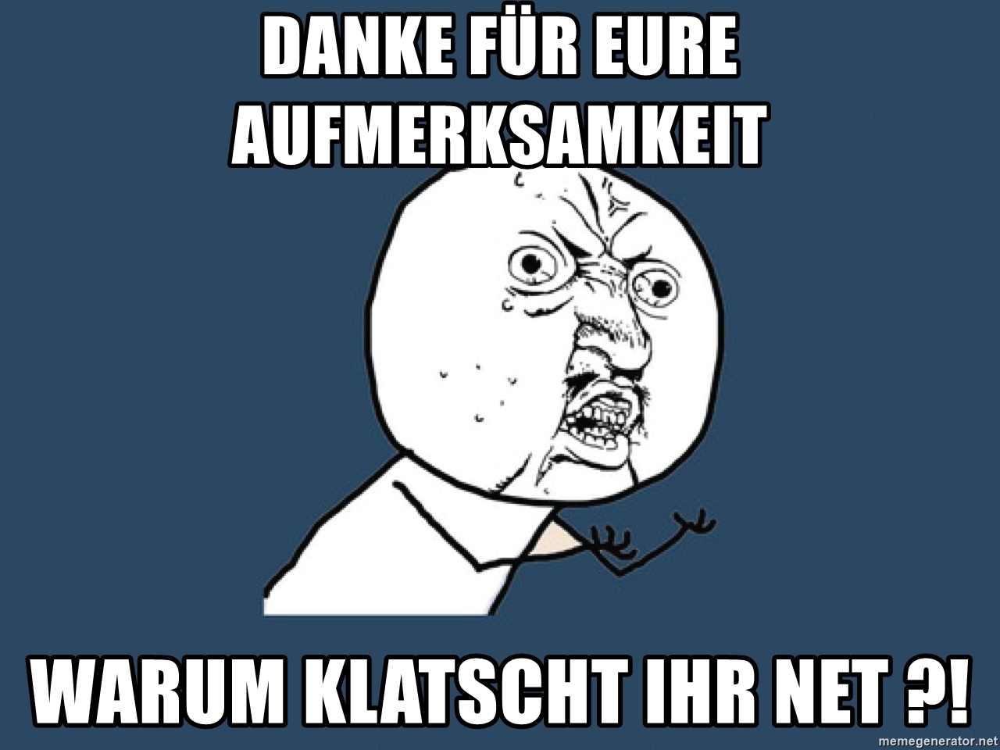 DANKE FÜR EURE
AUFMERKSAMKEIT
WARUM KLATSCHT IHR NET ?!
memegenerator.net